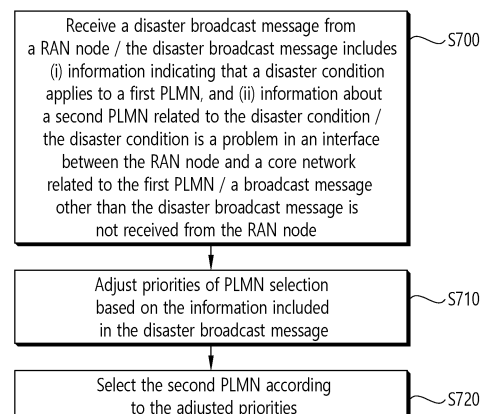 Receive a disaster broadcast message from
a RAN node / the disaster broadcast message includes
(i) information indicating that a disaster condition
applies to a first PLMN, and (ii) information about
a second PLMN related to the disaster condition /
the disaster condition is a problem in an interface
between the RAN node and a core network
related to the first PLMN / a broadcast message
other than the disaster broadcast message is
not received from the RAN node
S700
Adjust priorities of PLMN selection
based on the information included
in the disaster broadcast message
S710
Select the second PLMN according
to the adjusted priorities
S720